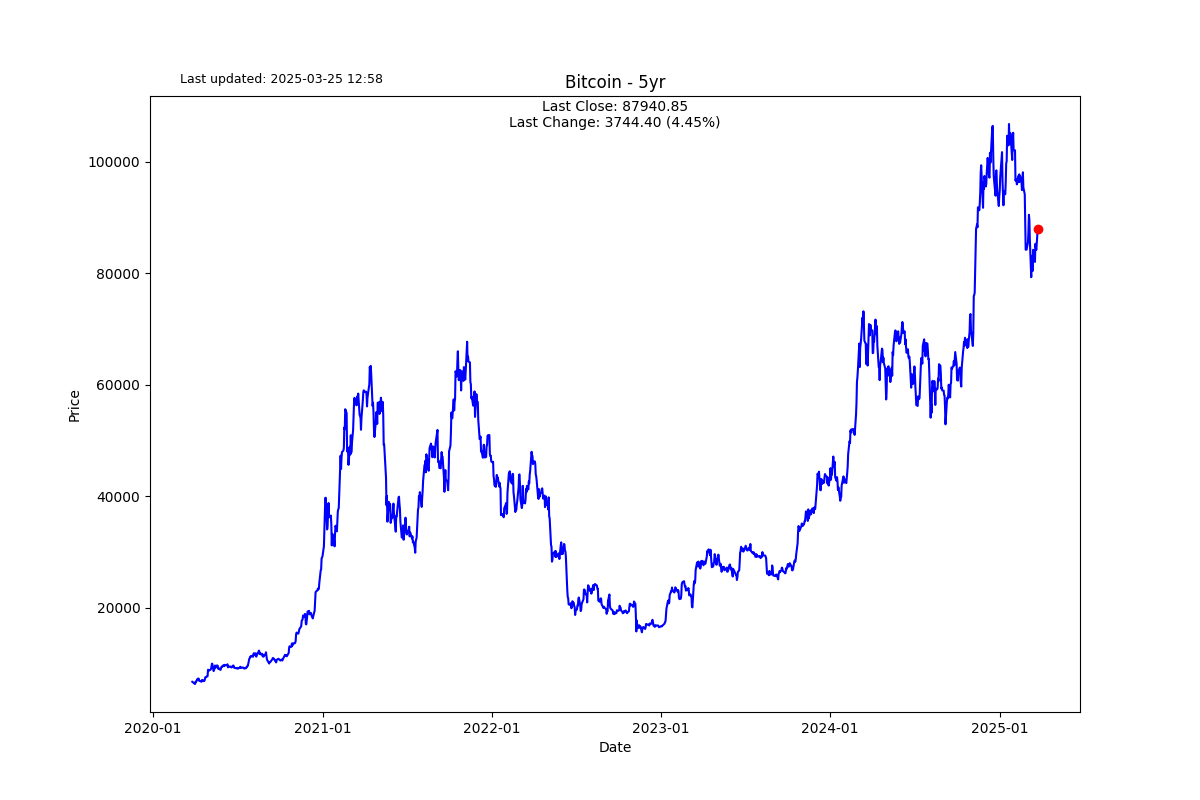 Last updated: 2025-03-25 12:58
Bitcoin - 5yr
Last Close: 87940.85
Last Change: 3744.40 (4.45%)
100000
80000
60000
40000
20000
Price
2020-01
2021-01
2022-01
2023-01
2024-01
2025-01
Date